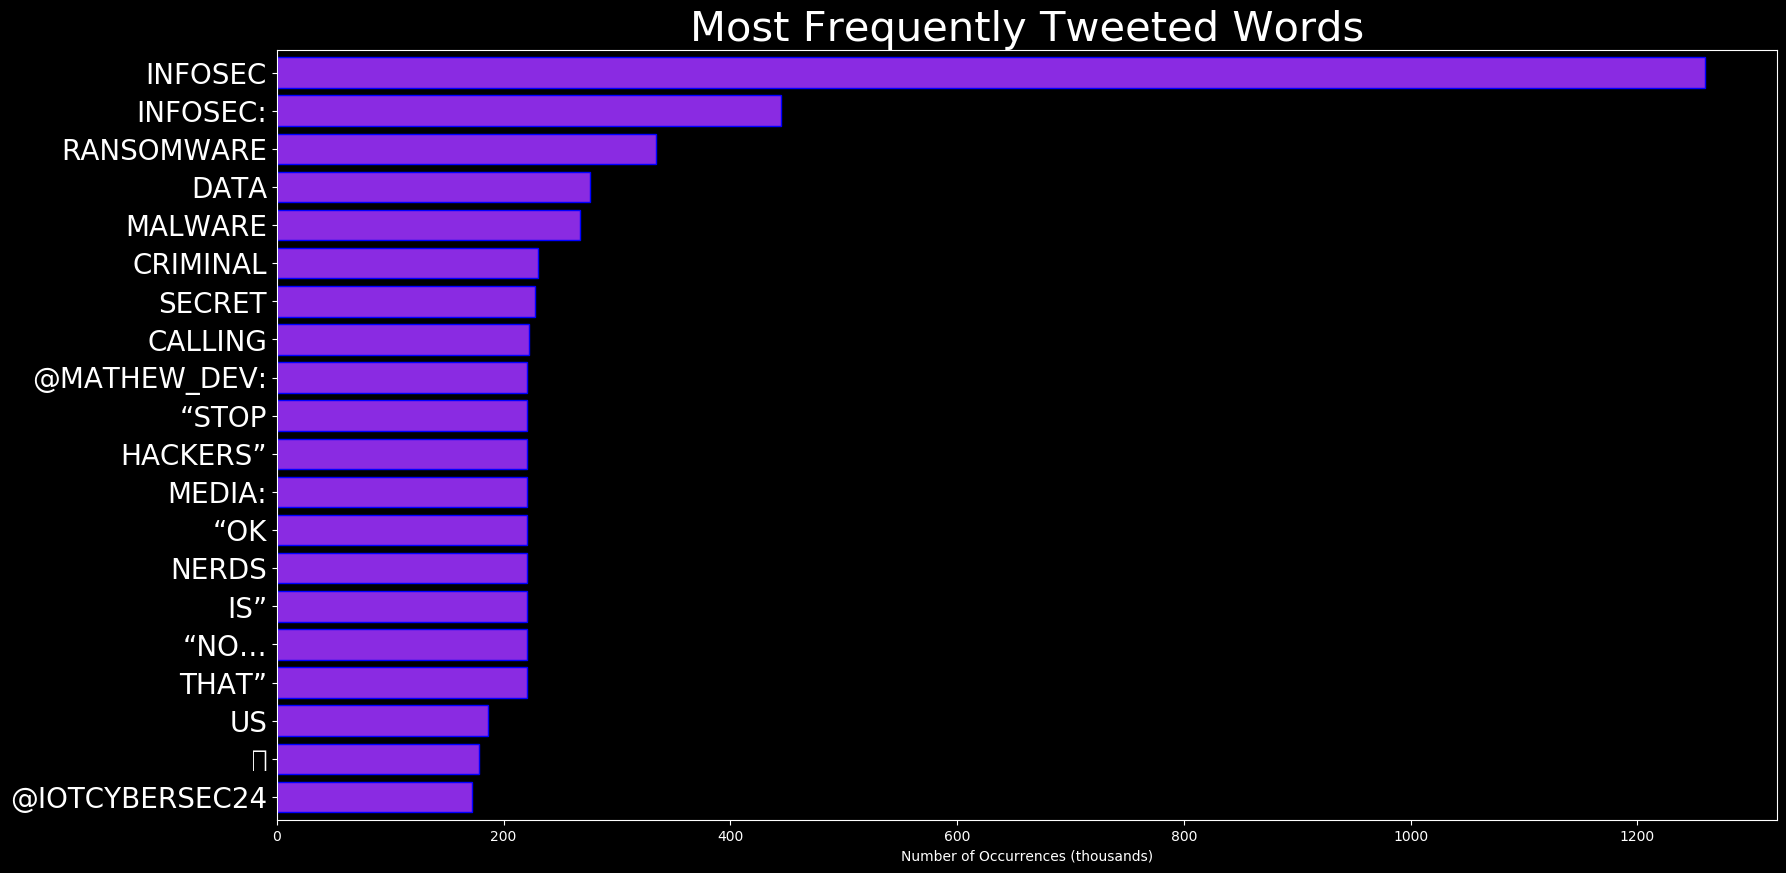 Most Frequently Tweeted Words
INFOSEC
INFOSEC:
RANSOMWARE
DATA
MALWARE
CRIMINAL
SECRET
CALLING
@MATHEW_DEV:
“STOP
HACKERS”
MEDIA:
“OK
NERDS
IS”
“NO…
THAT”
US
@IOTCYBERSEC24
0 200 400 600 800 1000 1200
Number of Occurrences (thousands)